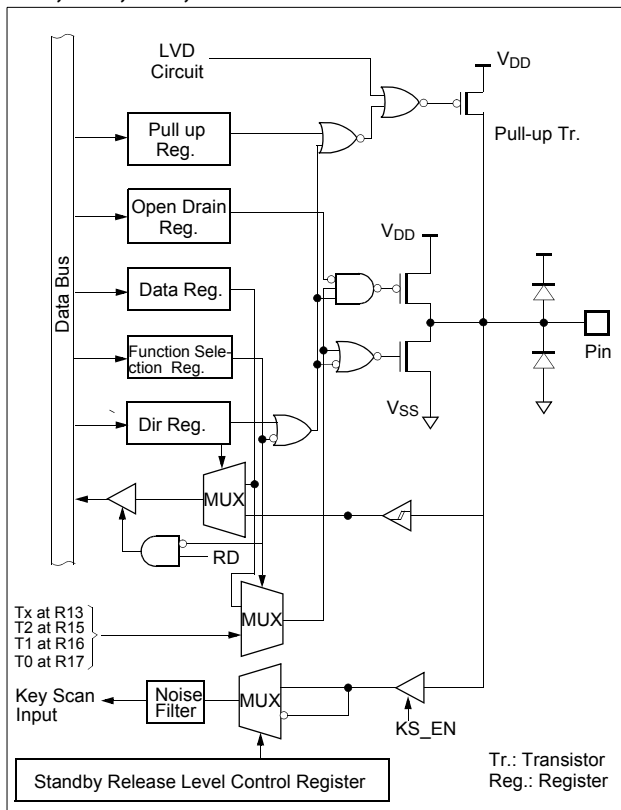 LVD
Circuit
VDD
Pull-up Tr.
Pull up
Reg.
Open Drain
Reg.
VDD
Data Bus
Data Reg.
Function Sele-
ction Reg.
Pin
Dir Reg.
VSS
MUX
RD
Tx at R13
T2 at R15
T1 at R16
T0 at R17
MUX
Key Scan
Input
Noise
Filter
MUX
KS_EN
Standby Release Level Control Register
Tr.: Transistor
Reg.: Register